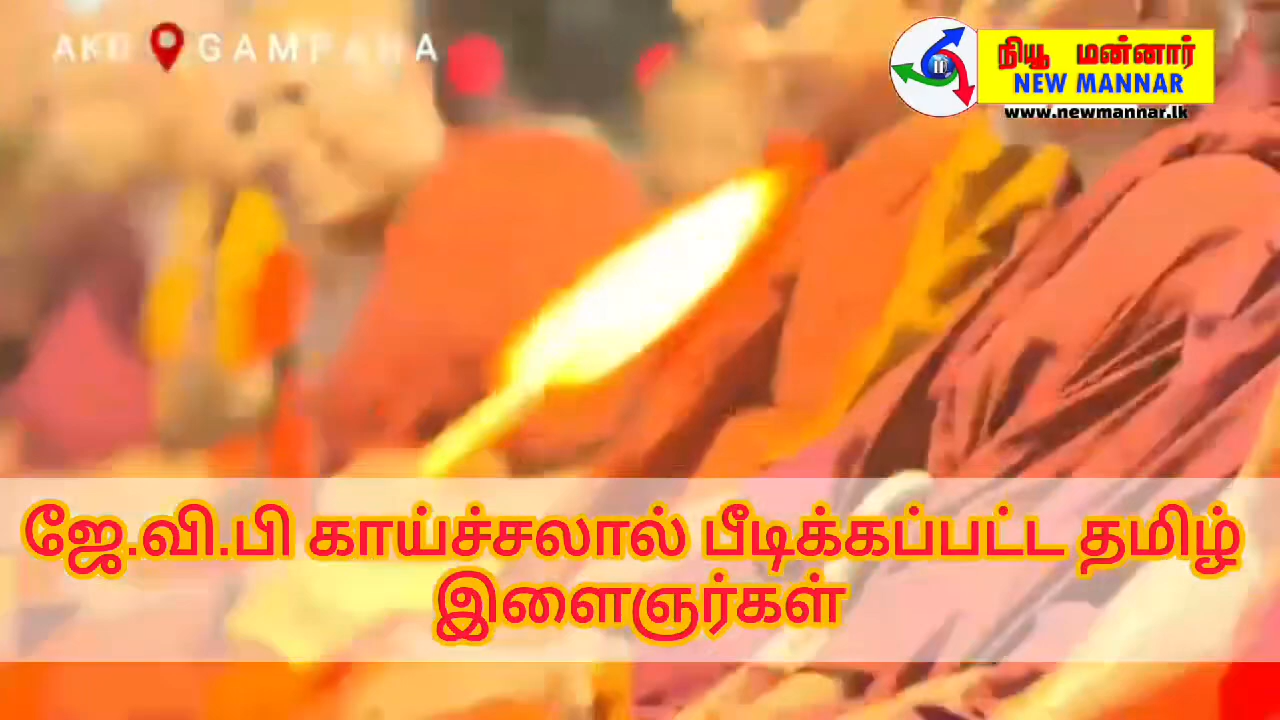 AKD GAMPAHA
நியூ மன்னார்
NEW MANNAR
www.newmannar.lk
ஜே.வி.பி காய்ச்சலால் பீடிக்கப்பட்ட தமிழ்
இளைஞர்கள்